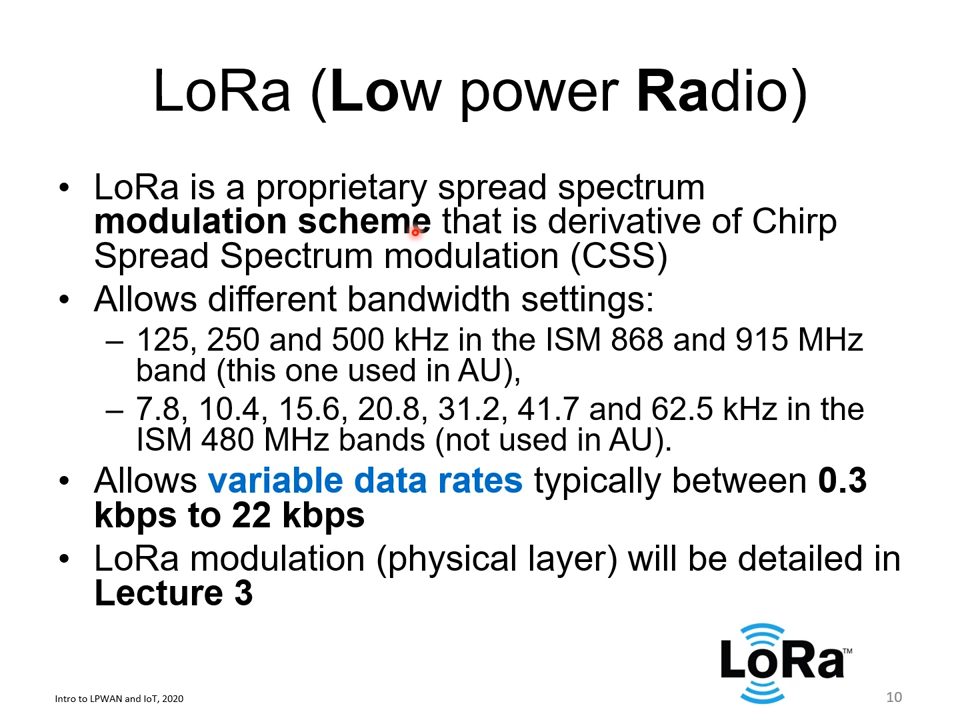 LoRa (Low power Radio)
• LoRa is a proprietary spread spectrum
modulation scheme that is derivative of Chirp
Spread Spectrum modulation (CSS)
• Allows different bandwidth settings:
– 125, 250 and 500 kHz in the ISM 868 and 915 MHz
band (this one used in AU),
– 7.8, 10.4, 15.6, 20.8, 31.2, 41.7 and 62.5 kHz in the
ISM 480 MHz bands (not used in AU).
• Allows variable data rates typically between 0.3
kbps to 22 kbps
• LoRa modulation (physical layer) will be detailed in
Lecture 3
LoRa™
Intro to LPWAN and IoT, 2020
10